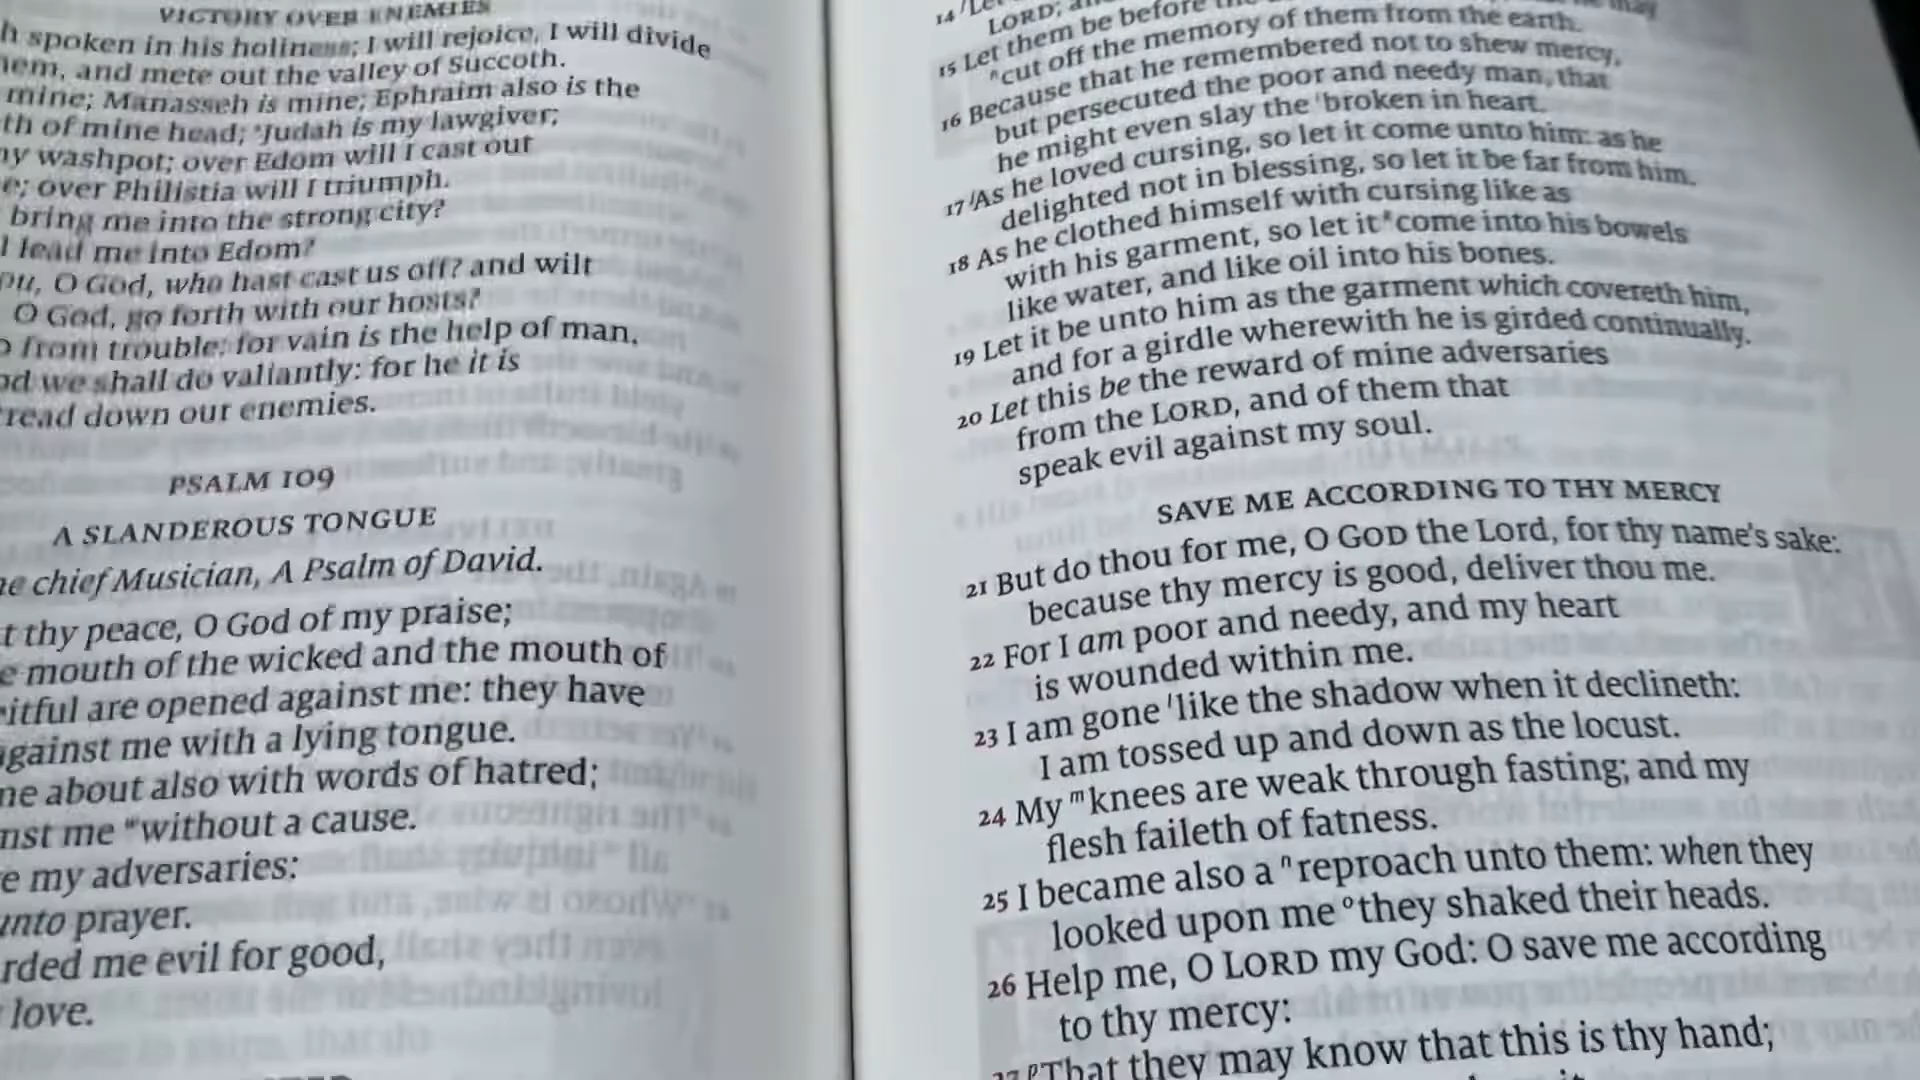 VICTORY OVER ENEMIES
h spoken in his holiness; I will rejoice, I will divide
hem, and mete out the valley of Succoth.
mine; Manasseh is mine; Ephraim also is the
th of mine head; Judah is my lawgiver;
my washpot; over Edom will I cast out
e; over Philistia will I triumph.
bring me into the strong city?
l lead me into Edom?
ou, O God, who hast cast us off? and wilt
O God, go forth with our hosts?
p from trouble: for vain is the help of man.
od we shall do valiantly: for he it is
read down our enemies.
PSALM 109
A SLANDEROUS TONGUE
he chief Musician, A Psalm of David.
t thy peace, O God of my praise;
e mouth of the wicked and the mouth of
eitful are opened against me: they have
against me with a lying tongue.
me about also with words of hatred;
nst me without a cause.
e my adversaries:
unto prayer.
rded me evil for good,
love.
14 Let
LORD;
15 Let them be before
ncut off the memory of them from the earth.
16 Because that he remembered not to shew mercy,
but persecuted the poor and needy man, that
he might even slay the broken in heart.
17 As he loved cursing, so let it come unto him: as he
delighted not in blessing, so let it be far from him.
18 As he clothed himself with cursing like as
with his garment, so let it kcome into his bowels
like water, and like oil into his bones.
19 Let it be unto him as the garment which covereth him,
and for a girdle wherewith he is girded continually.
20 Let this be the reward of mine adversaries
from the LORD, and of them that
speak evil against my soul.
SAVE ME ACCORDING TO THY MERCY
21 But do thou for me, O GOD the Lord, for thy name's sake:
because thy mercy is good, deliver thou me.
22 For I am poor and needy, and my heart
is wounded within me.
23 I am gone llike the shadow when it declineth:
I am tossed up and down as the locust.
24 My mknees are weak through fasting; and my
flesh faileth of fatness.
25 I became also a nreproach unto them: when they
looked upon me othey shaked their heads.
26 Help me, O LORD my God: O save me according
to thy mercy:
27 pThat they may know that this is thy hand;